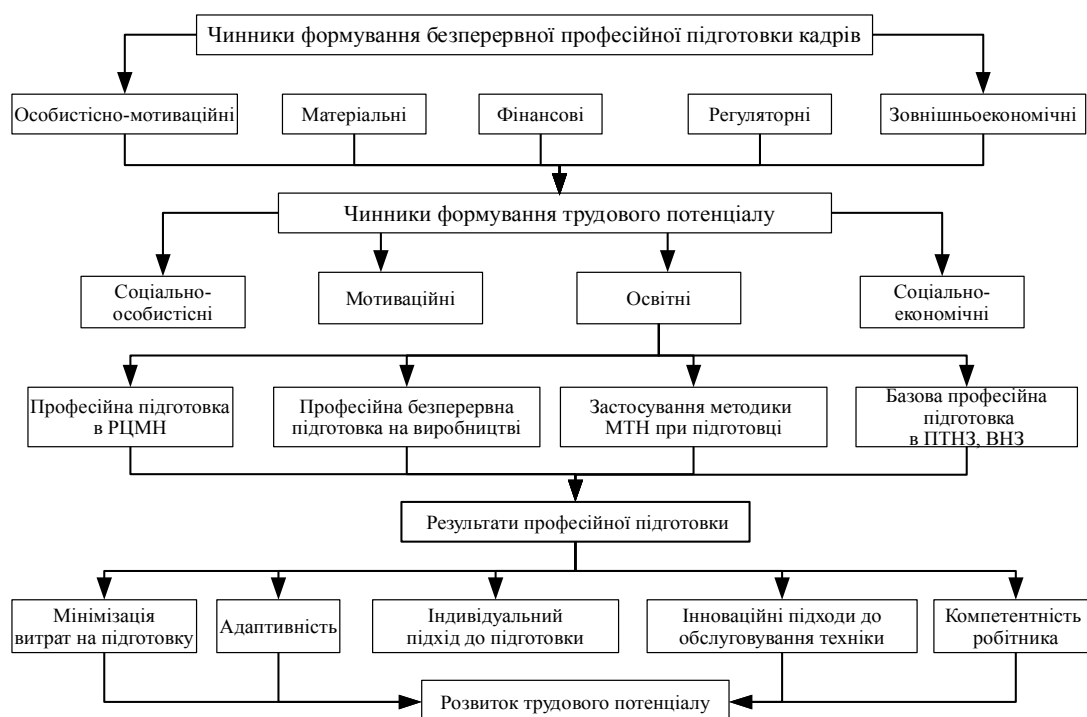 Чинники формування безперервної професійної підготовки кадрів
Особистісно-мотиваційні
Матеріальні
Фінансові
Регуляторні
Зовнішньоекономічні
Чинники формування трудового потенціалу
Соціально-
особистісні
Мотиваційні
Освітні
Соціально-
економічні
Професійна підготовка
в РЦМН
Професійна безперервна
підготовка на виробництві
Застосування методики
МТН при підготовці
Базова професійна
підготовка
в ПТНЗ, ВНЗ
Результати професійної підготовки
Мінімізація
витрат на підготовку
Адаптивність
Індивідуальний
підхід до підготовки
Інноваційні підходи до
обслуговування техніки
Компетентність
робітника
Розвиток трудового потенціалу